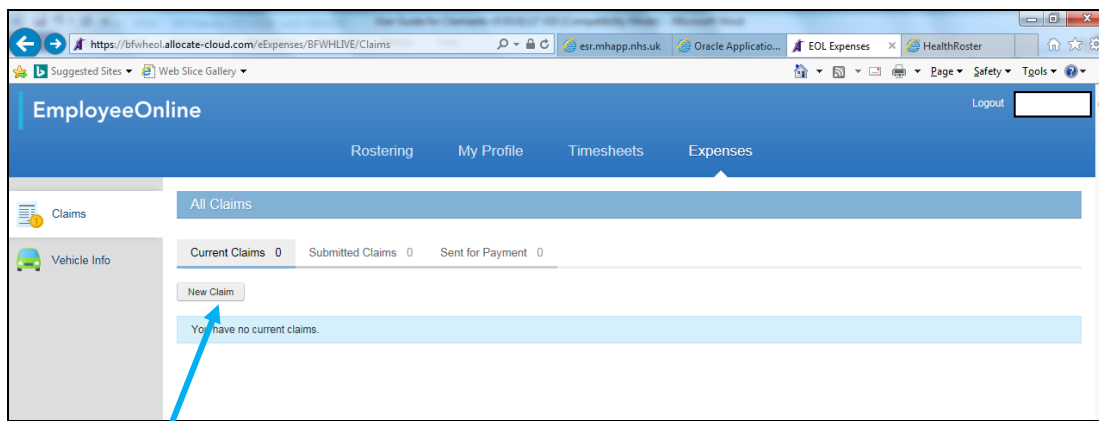 https://bfwheol.allocate-cloud.com/eExpenses/BFWHLIVE/Claims esr.mhapp.nhs.uk Oracle Applicatio... EOL Expenses HealthRoster
Suggested Sites Web Slice Gallery Page Safety Tools
EmployeeOnline Logout
Rostering My Profile Timesheets Expenses
Claims
Vehicle Info
All Claims
Current Claims 0 Submitted Claims 0 Sent for Payment 0
New Claim
You have no current claims.